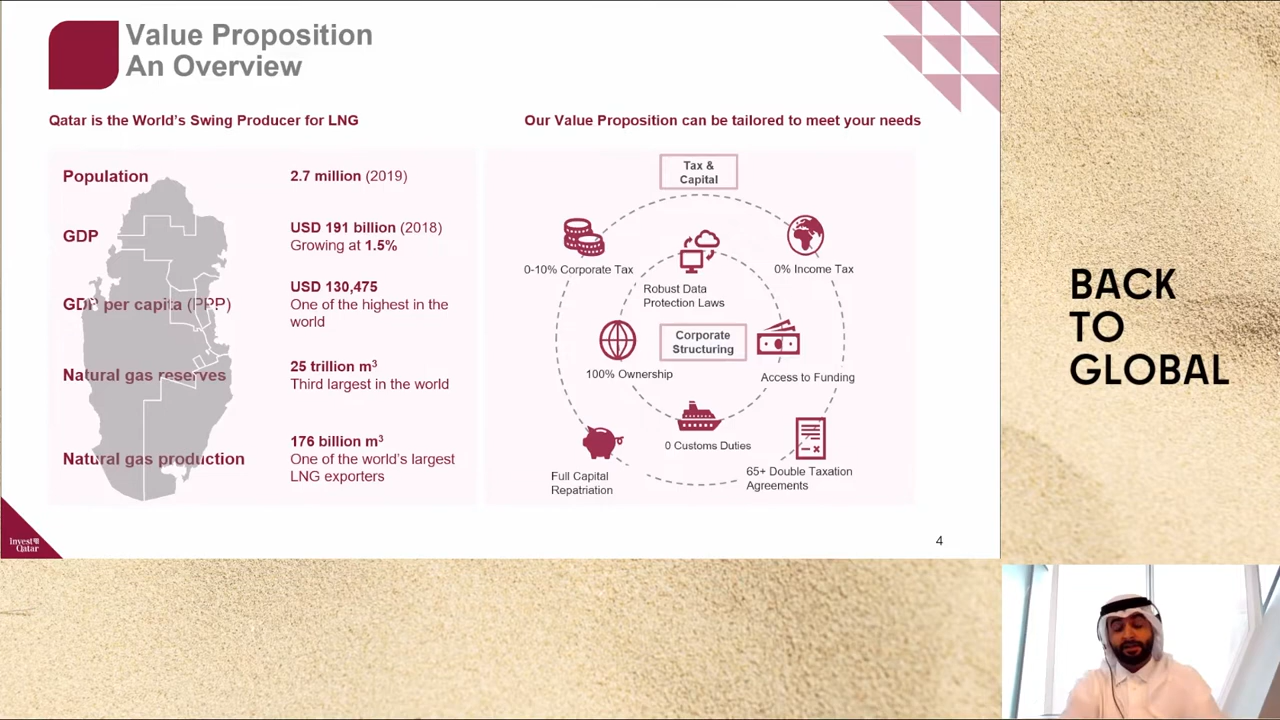 Value Proposition
An Overview
Qatar is the World's Swing Producer for LNG
Population
2.7 million (2019)
GDP
USD 191 billion (2018)
Growing at 1.5%
GDP per capita (PPP)
USD 130,475
One of the highest in the
world
Natural gas reserves
25 trillion m³
Third largest in the world
Natural gas production
176 billion m³
One of the world's largest
LNG exporters
Our Value Proposition can be tailored to meet your needs
Tax &
Capital
0-10% Corporate Tax
0% Income Tax
Robust Data
Protection Laws
Corporate
Structuring
100% Ownership
Access to Funding
0 Customs Duties
Full Capital
Repatriation
65+ Double Taxation
Agreements
Invest
Qatar
4
BACK
TO
GLOBAL